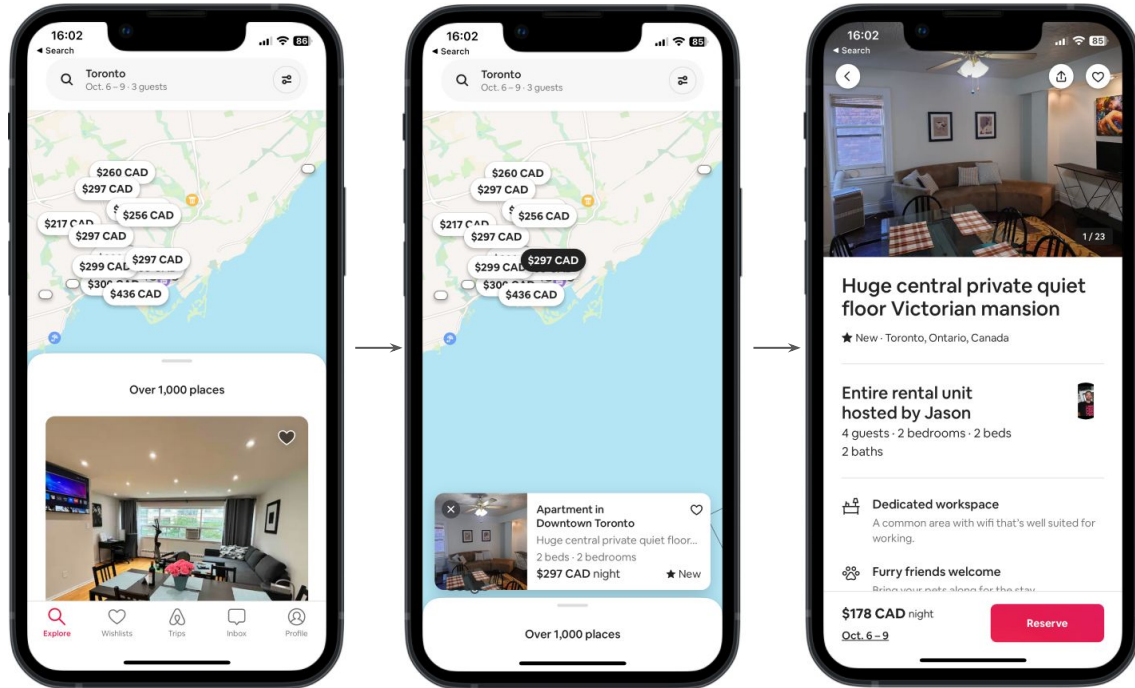 16:02
86
Search
Toronto
Oct. 6 – 9 · 3 guests
$260 CAD
$297 CAD
$256 CAD
$217 CAD
$297 CAD
$297 CAD
$299 CAD
$436 CAD
Over 1,000 places
Explore
Wishlists
Trips
Inbox
Profile
16:02
85
Search
Toronto
Oct. 6 – 9 · 3 guests
$260 CAD
$297 CAD
$256 CAD
$217 CAD
$297 CAD
$297 CAD
$299 CAD
$436 CAD
Apartment in
Downtown Toronto
Huge central private quiet floor...
2 beds · 2 bedrooms
$297 CAD night
★ New
Over 1,000 places
16:02
85
Search
1 / 23
Huge central private quiet
floor Victorian mansion
★ New · Toronto, Ontario, Canada
Entire rental unit
hosted by Jason
4 guests · 2 bedrooms · 2 beds
2 baths
Dedicated workspace
A common area with wifi that's well suited for
working.
Furry friends welcome
Bring your pets along for the stay.
$178 CAD night
Oct. 6 – 9
Reserve